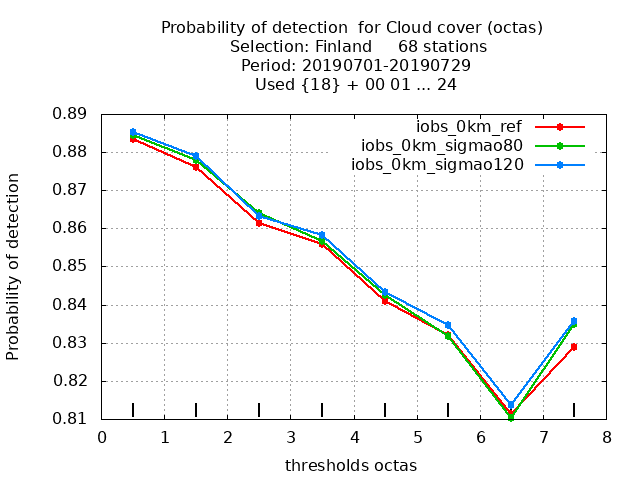 Probability of detection  for Cloud cover (octas)
Selection: Finland     68 stations
Period: 20190701-20190729
Used {18} + 00 01 ... 24
iobs_0km_ref
iobs_0km_sigmao80
iobs_0km_sigmao120
Probability of detection
0.89
0.88
0.87
0.86
0.85
0.84
0.83
0.82
0.81
0 1 2 3 4 5 6 7 8
thresholds octas